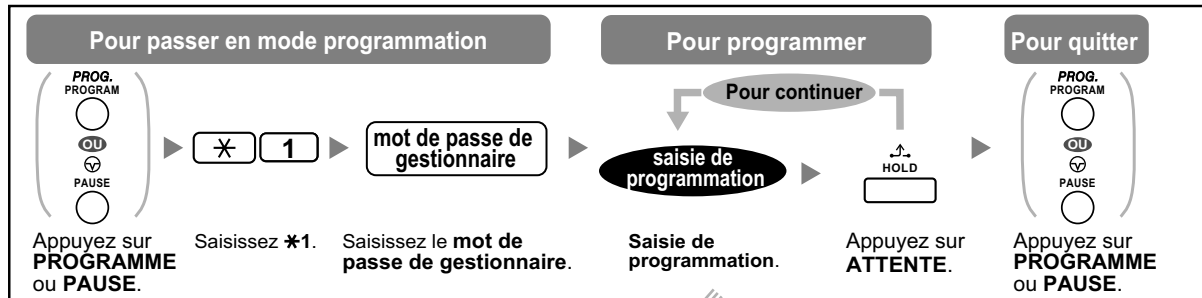 Pour passer en mode programmation
Pour programmer
Pour quitter
PROG.
PROGRAM
OU
PAUSE
✳
1
mot de passe de
gestionnaire
Pour continuer
saisie de
programmation
HOLD
PROG.
PROGRAM
OU
PAUSE
Appuyez sur
PROGRAMME
ou PAUSE.
Saisissez ✳1.
Saisissez le mot de
passe de gestionnaire.
Saisie de
programmation.
Appuyez sur
ATTENTE.
Appuyez sur
PROGRAMME
ou PAUSE.